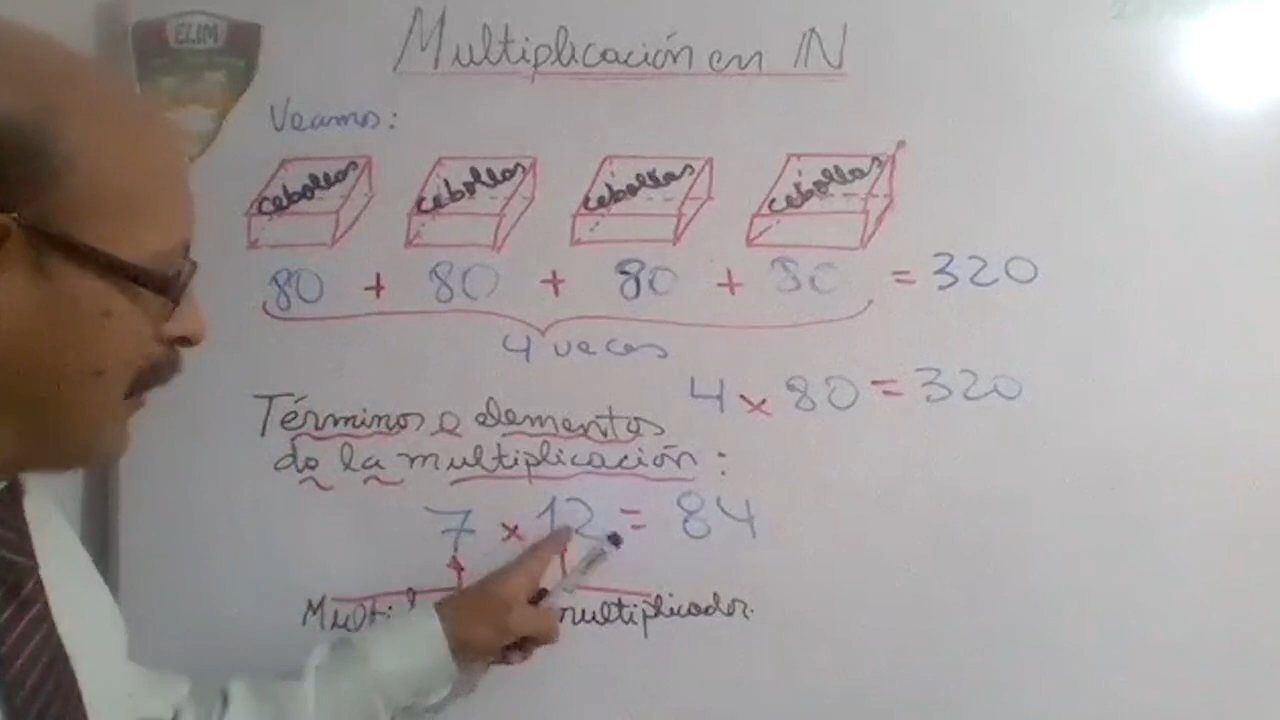 ELIM
Multiplicación en IN
Veamos:
cebollas cebollas cebollas cebollas
80 + 80 + 80 + 80 = 320
4 veces
4 x 80 = 320
Términos e elementos
de la multiplicación:
7 x 12 = 84
multiplicador.